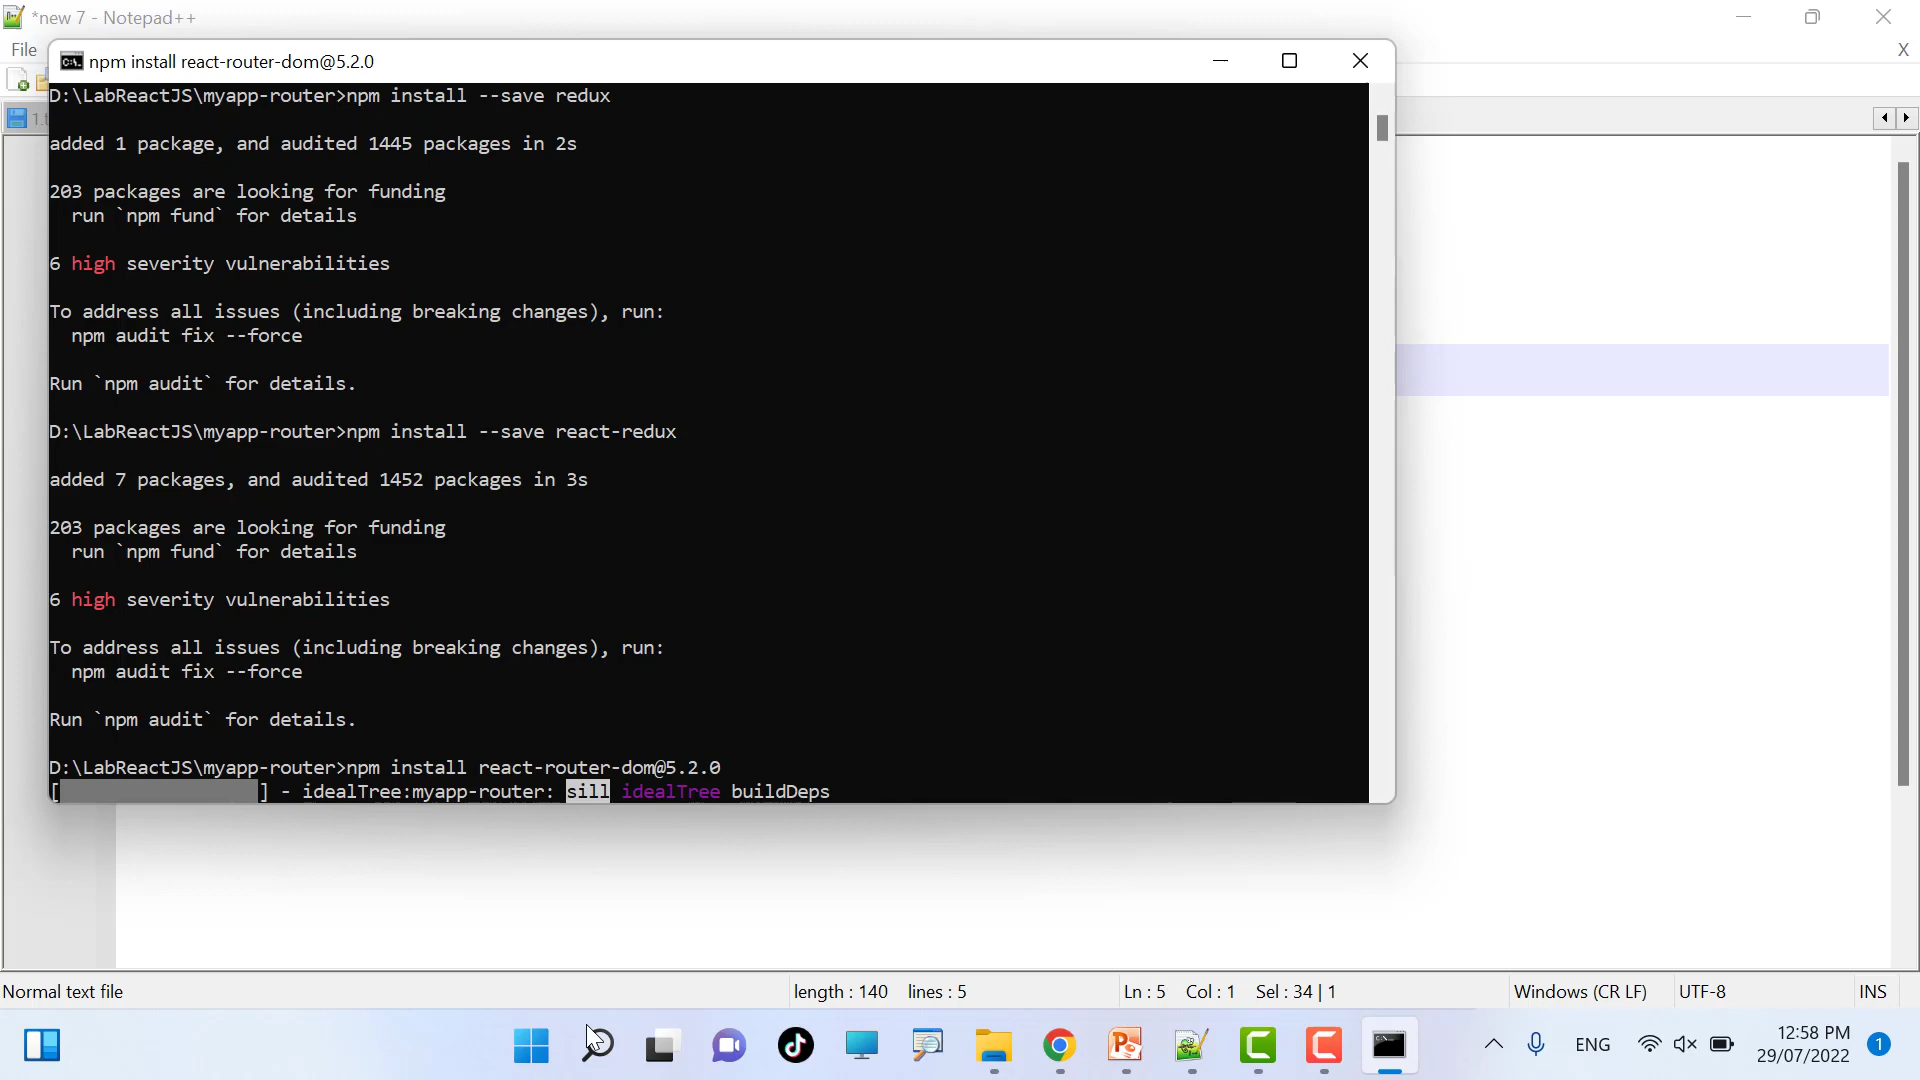 *new 7 - Notepad++
File
X
npm install react-router-dom@5.2.0
D:\LabReactJS\myapp-router>npm install --save redux
added 1 package, and audited 1445 packages in 2s
203 packages are looking for funding
run `npm fund` for details
6 high severity vulnerabilities
To address all issues (including breaking changes), run:
npm audit fix --force
Run `npm audit` for details.
D:\LabReactJS\myapp-router>npm install --save react-redux
added 7 packages, and audited 1452 packages in 3s
203 packages are looking for funding
run `npm fund` for details
6 high severity vulnerabilities
To address all issues (including breaking changes), run:
npm audit fix --force
Run `npm audit` for details.
D:\LabReactJS\myapp-router>npm install react-router-dom@5.2.0
[ ] - idealTree:myapp-router: sill idealTree buildDeps
Normal text file
length : 140 lines : 5
Ln : 5 Col : 1 Sel : 34 | 1
Windows (CR LF)
UTF-8
INS
ENG
12:58 PM
29/07/2022
1